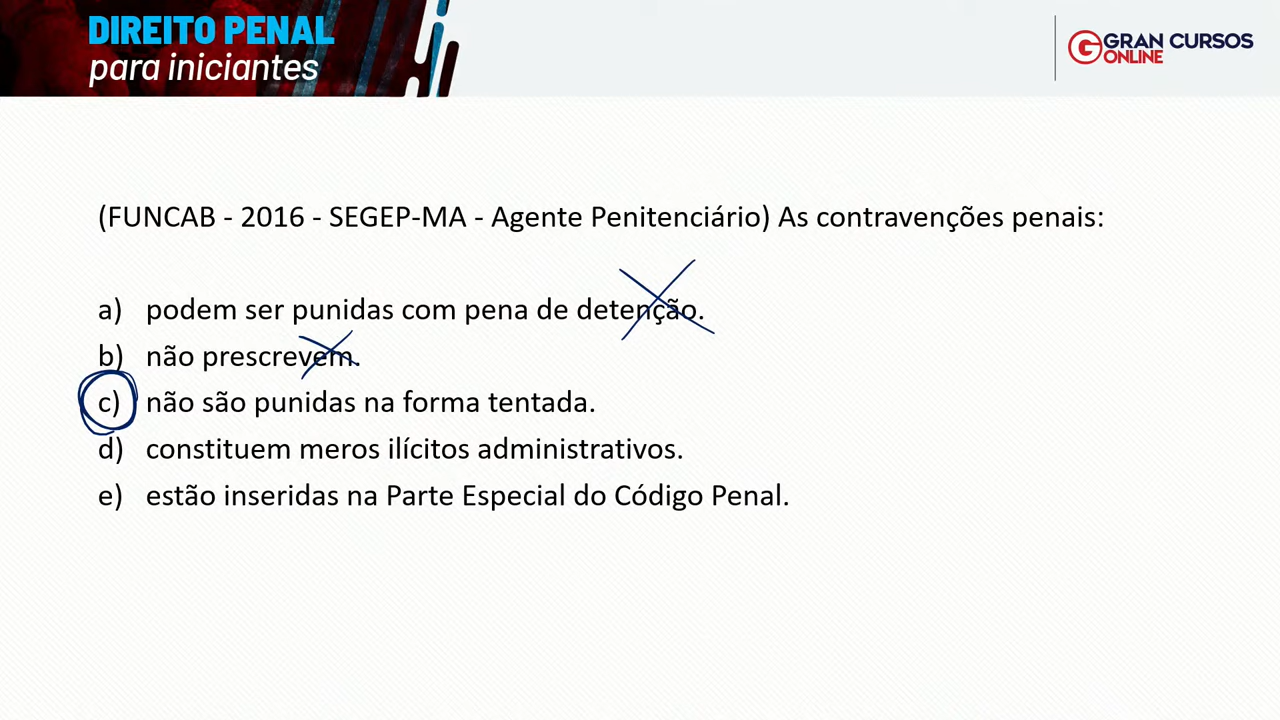 DIREITO PENAL
para iniciantes
GRAN CURSOS
ONLINE
(FUNCAB - 2016 - SEGEP-MA - Agente Penitenciário) As contravenções penais:
a) podem ser punidas com pena de detenção.
b) não prescrevem.
c) não são punidas na forma tentada.
d) constituem meros ilícitos administrativos.
e) estão inseridas na Parte Especial do Código Penal.